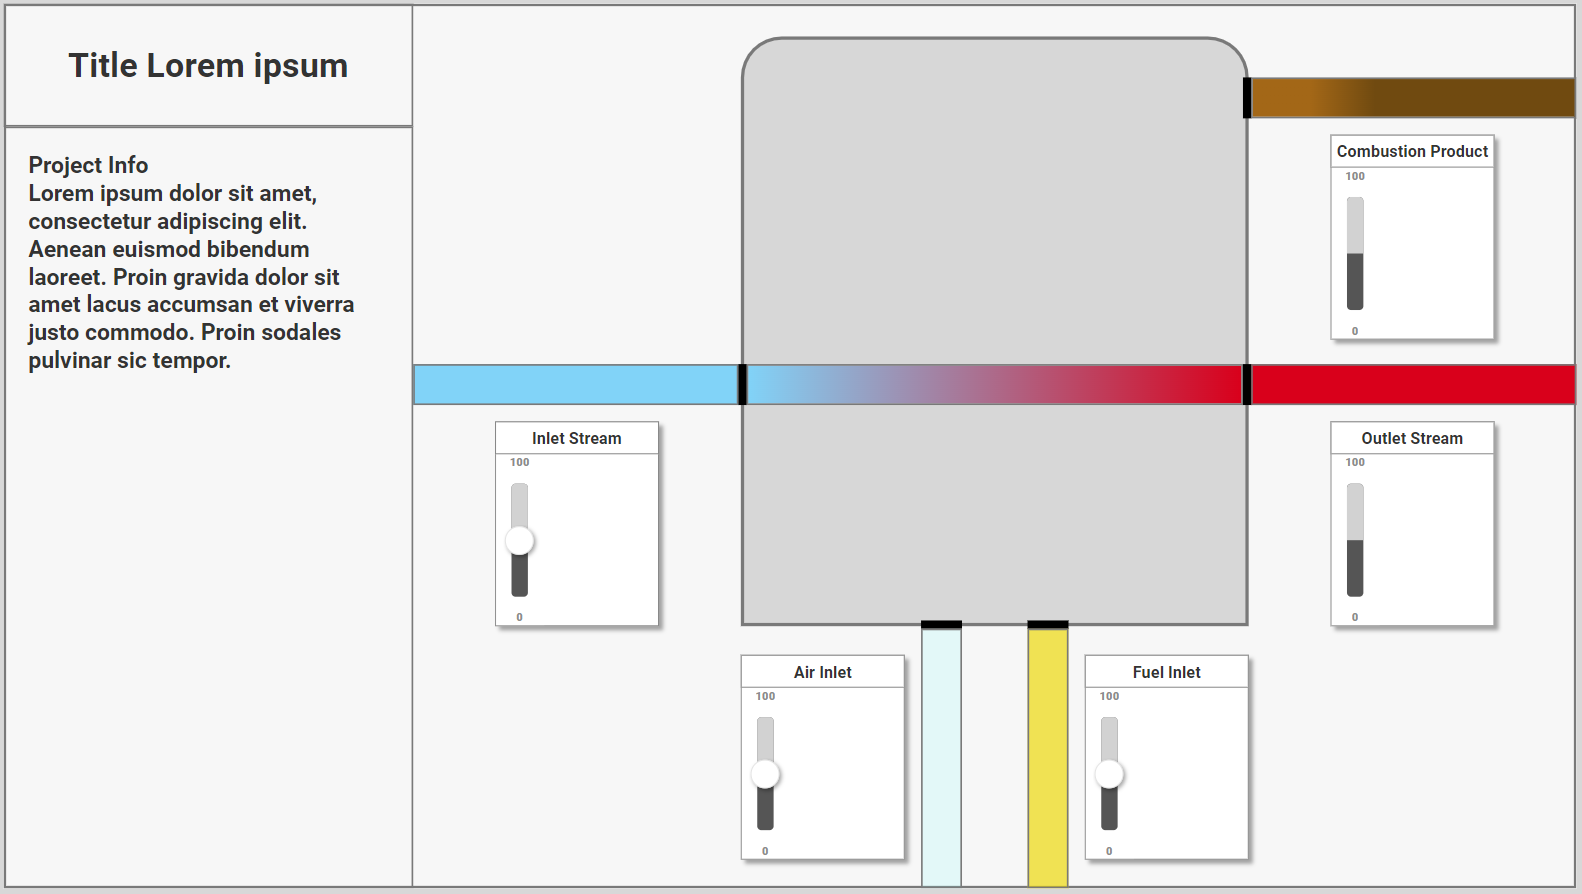 Title Lorem ipsum
Project Info
Lorem ipsum dolor sit amet,
consectetur adipiscing elit.
Aenean euismod bibendum
laoreet. Proin gravida dolor sit
amet lacus accumsan et viverra
justo commodo. Proin sodales
pulvinar sic tempor.
Combustion Product
100
0
Inlet Stream
100
0
Outlet Stream
100
0
Air Inlet
100
0
Fuel Inlet
100
0